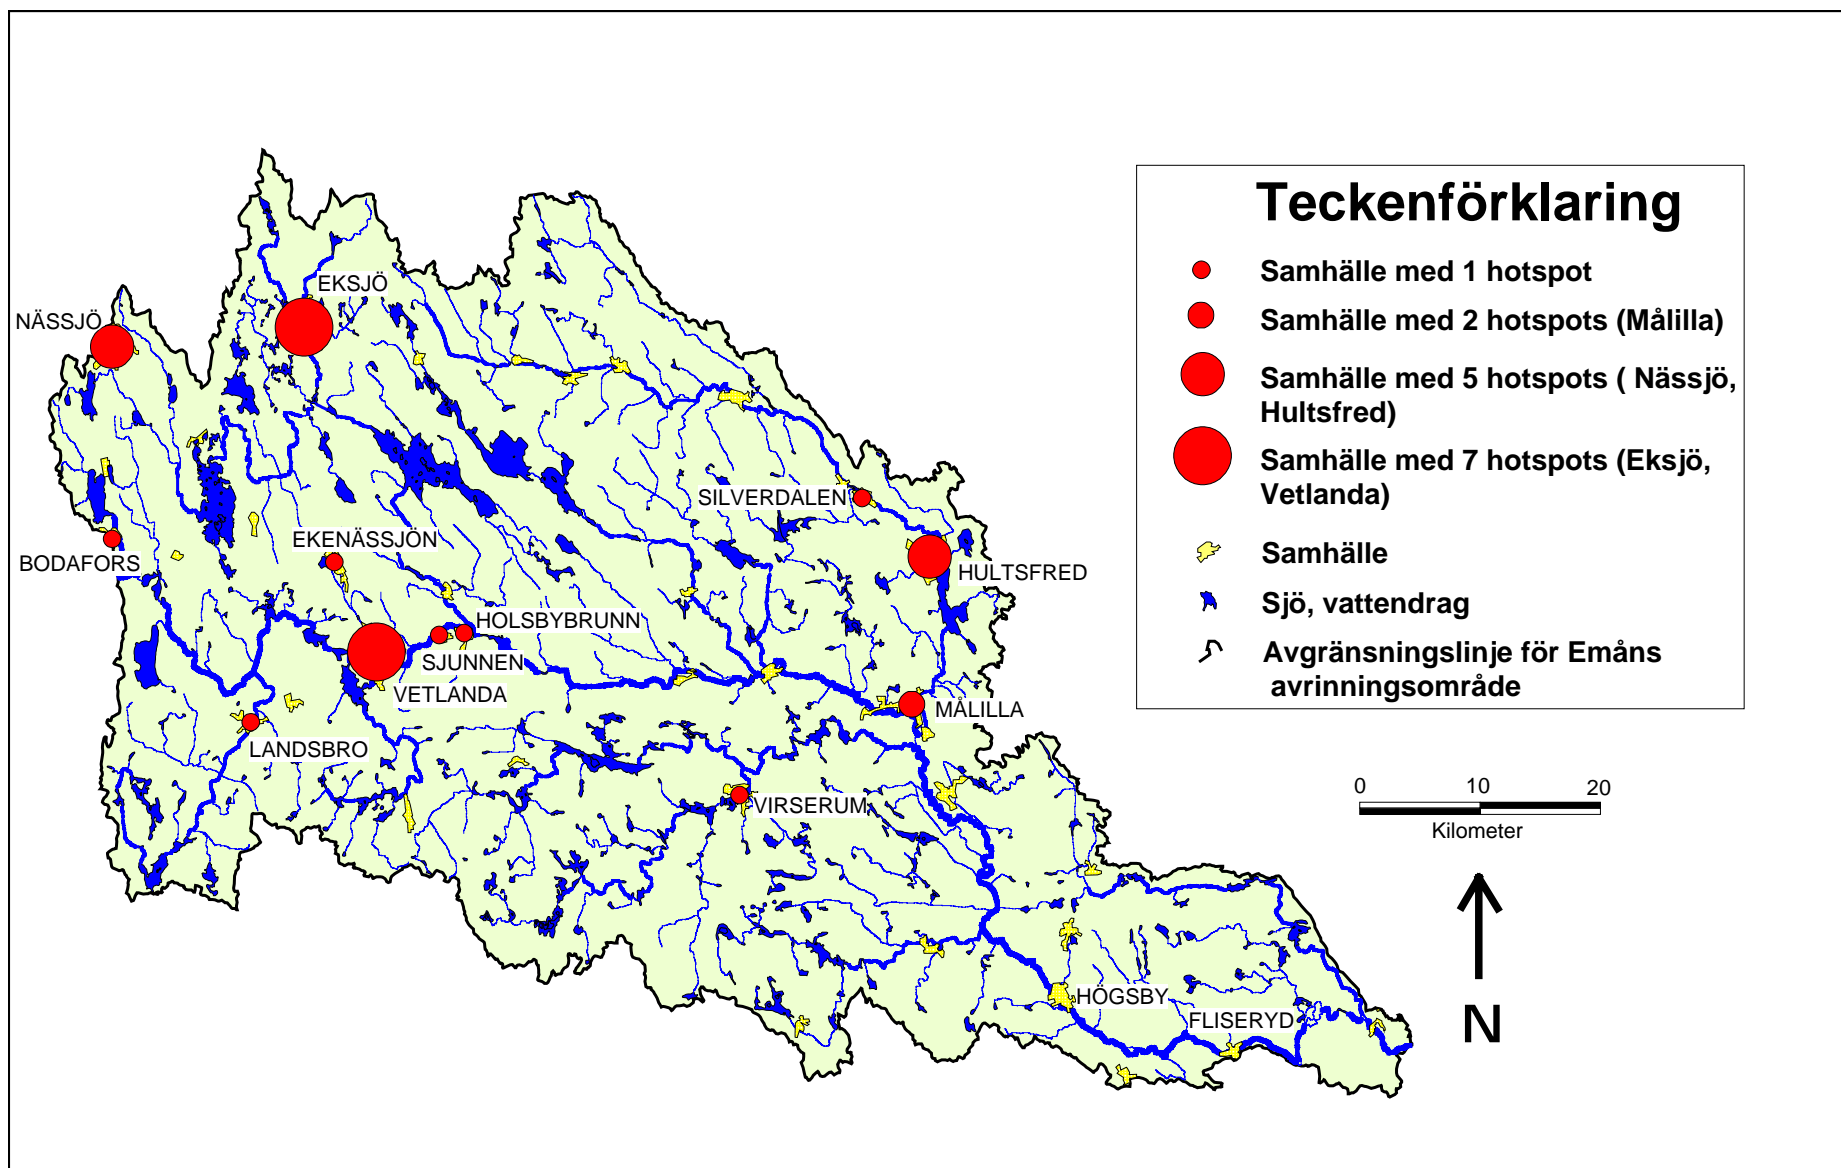 Teckenförklaring
Samhälle med 1 hotspot
Samhälle med 2 hotspots (Målilla)
Samhälle med 5 hotspots ( Nässjö,
Hultsfred)
Samhälle med 7 hotspots (Eksjö,
Vetlanda)
Samhälle
Sjö, vattendrag
Avgränsningslinje för Emåns
avrinningsområde
EKSJÖ
NÄSSJÖ
SILVERDALEN
EKENÄSSJÖN
BODAFORS
HULTSFRED
HOLSBYBRUNN
SJUNNEN
VETLANDA
MÅLILLA
LANDSBRO
VIRSERUM
HÖGSBY
FLISERYD
0 10 20
Kilometer
N